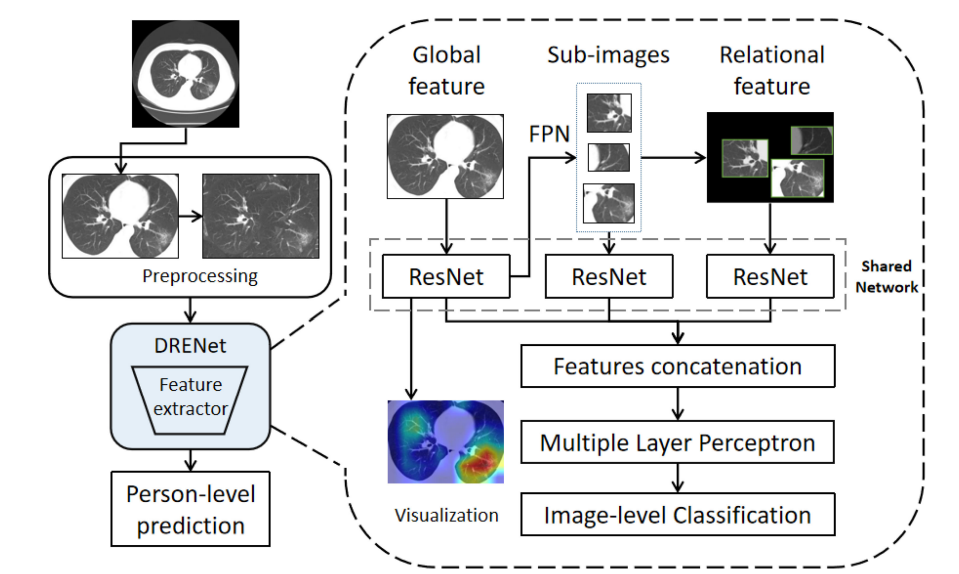 Preprocessing
DRENet
Feature
extractor
Person-level
prediction
Global
feature
Sub-images
Relational
feature
FPN
ResNet
ResNet
ResNet
Shared
Network
Features concatenation
Multiple Layer Perceptron
Image-level Classification
Visualization